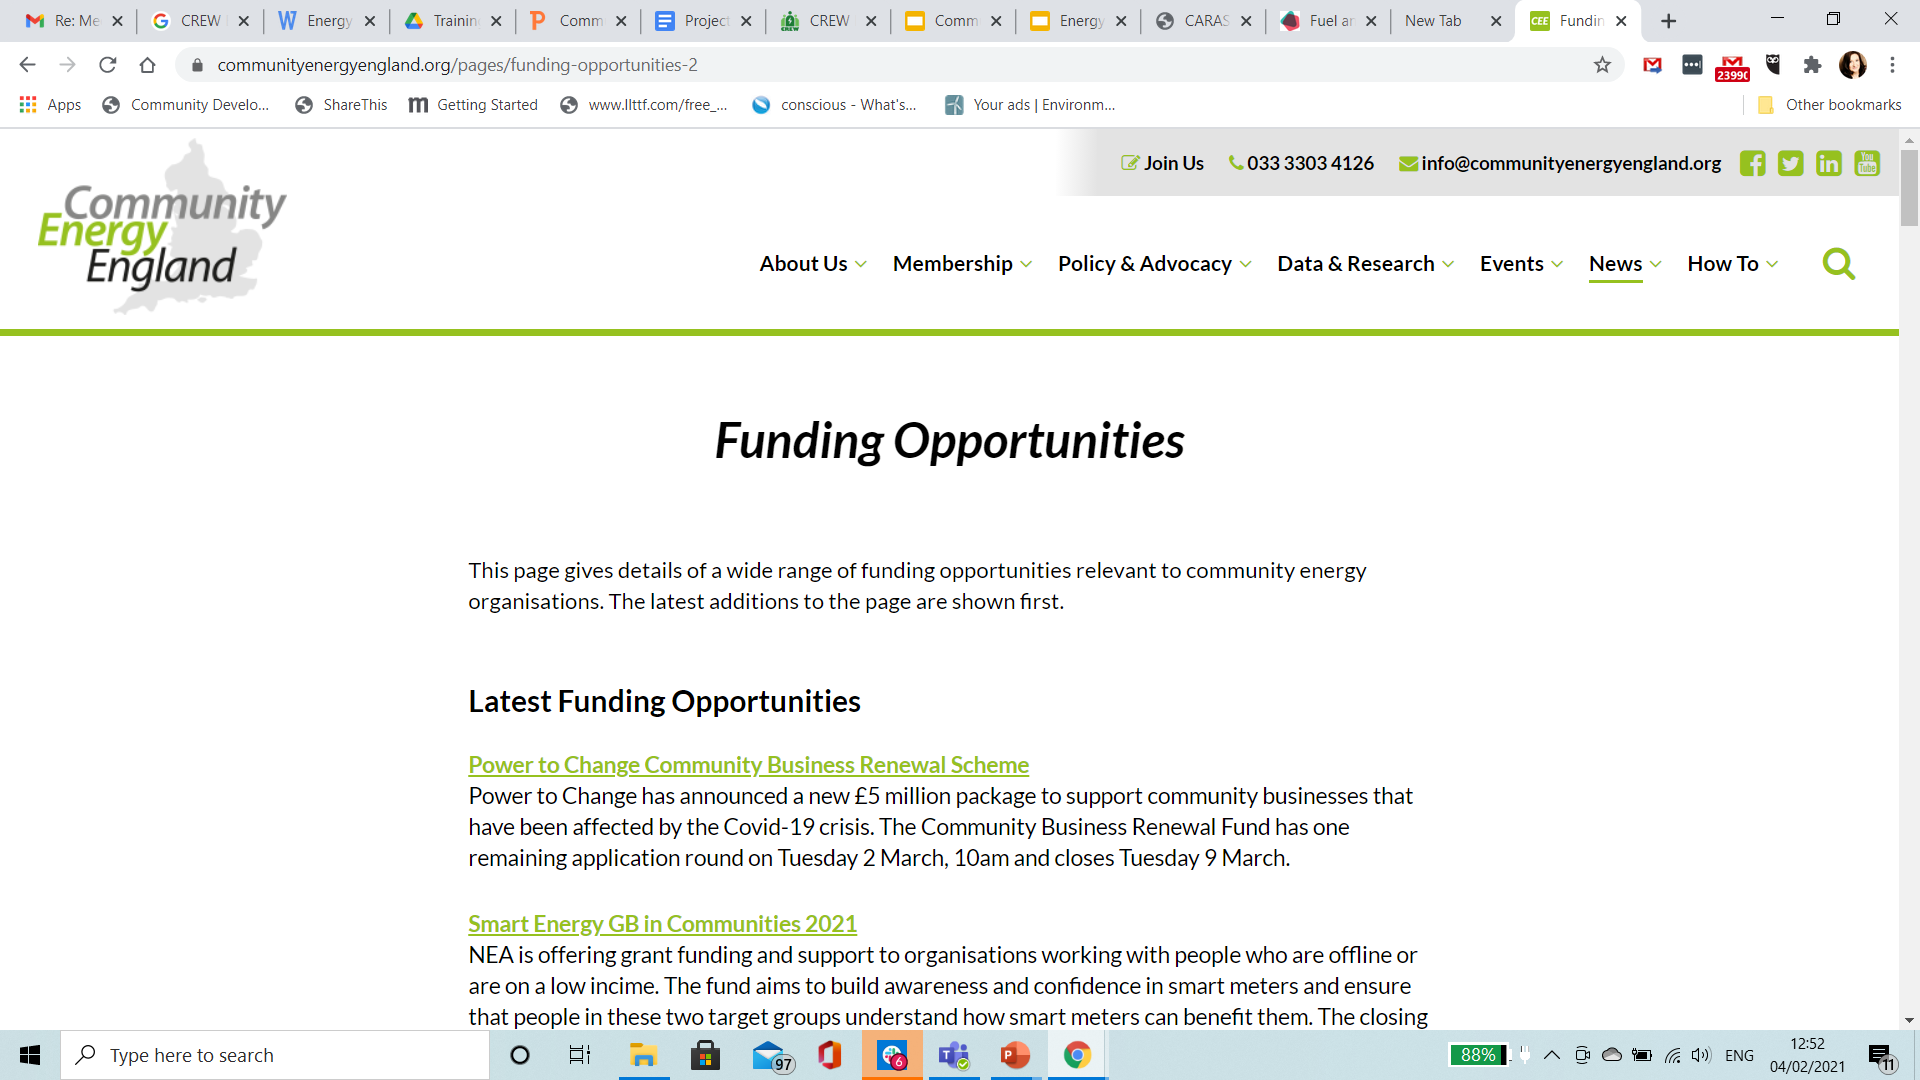 Re: Me
CREW
Energy
Training
Comm
Project
CREW
Comm
Energy
CARAS
Fuel an
New Tab
Fundin
communityenergyengland.org/pages/funding-opportunities-2
Apps
Community Develo...
ShareThis
Getting Started
www.llttf.com/free_...
conscious - What's...
Your ads | Environm...
Other bookmarks
Community
Energy
England
Join Us
033 3303 4126
info@communityenergyengland.org
About Us
Membership
Policy & Advocacy
Data & Research
Events
News
How To
Funding Opportunities
This page gives details of a wide range of funding opportunities relevant to community energy
organisations. The latest additions to the page are shown first.
Latest Funding Opportunities
Power to Change Community Business Renewal Scheme
Power to Change has announced a new £5 million package to support community businesses that
have been affected by the Covid-19 crisis. The Community Business Renewal Fund has one
remaining application round on Tuesday 2 March, 10am and closes Tuesday 9 March.
Smart Energy GB in Communities 2021
NEA is offering grant funding and support to organisations working with people who are offline or
are on a low incime. The fund aims to build awareness and confidence in smart meters and ensure
that people in these two target groups understand how smart meters can benefit them. The closing
Type here to search
97
6
88%
ENG
12:52
04/02/2021
11